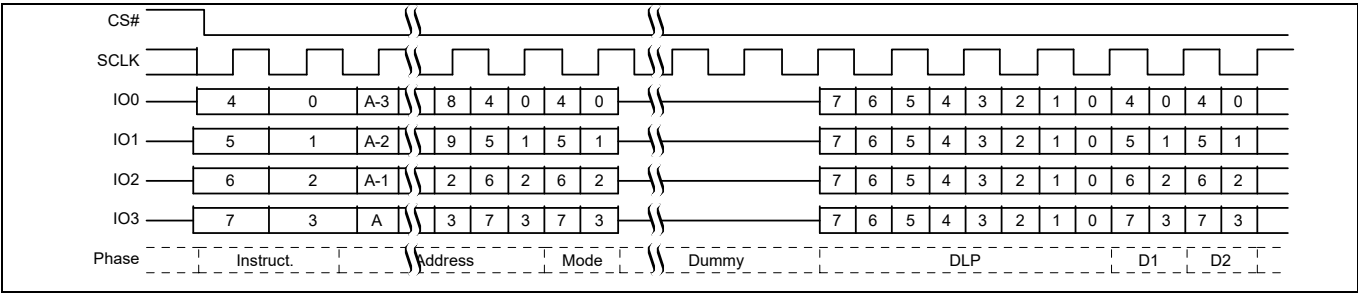 CS#
SCLK
IO0 4 0 A-3 8 4 0 4 0 7 6 5 4 3 2 1 0 4 0 4 0
IO1 5 1 A-2 9 5 1 5 1 7 6 5 4 3 2 1 0 5 1 5 1
IO2 6 2 A-1 2 6 2 6 2 7 6 5 4 3 2 1 0 6 2 6 2
IO3 7 3 A 3 7 3 7 3 7 6 5 4 3 2 1 0 7 3 7 3
Phase Instruct. Address Mode Dummy DLP D1 D2